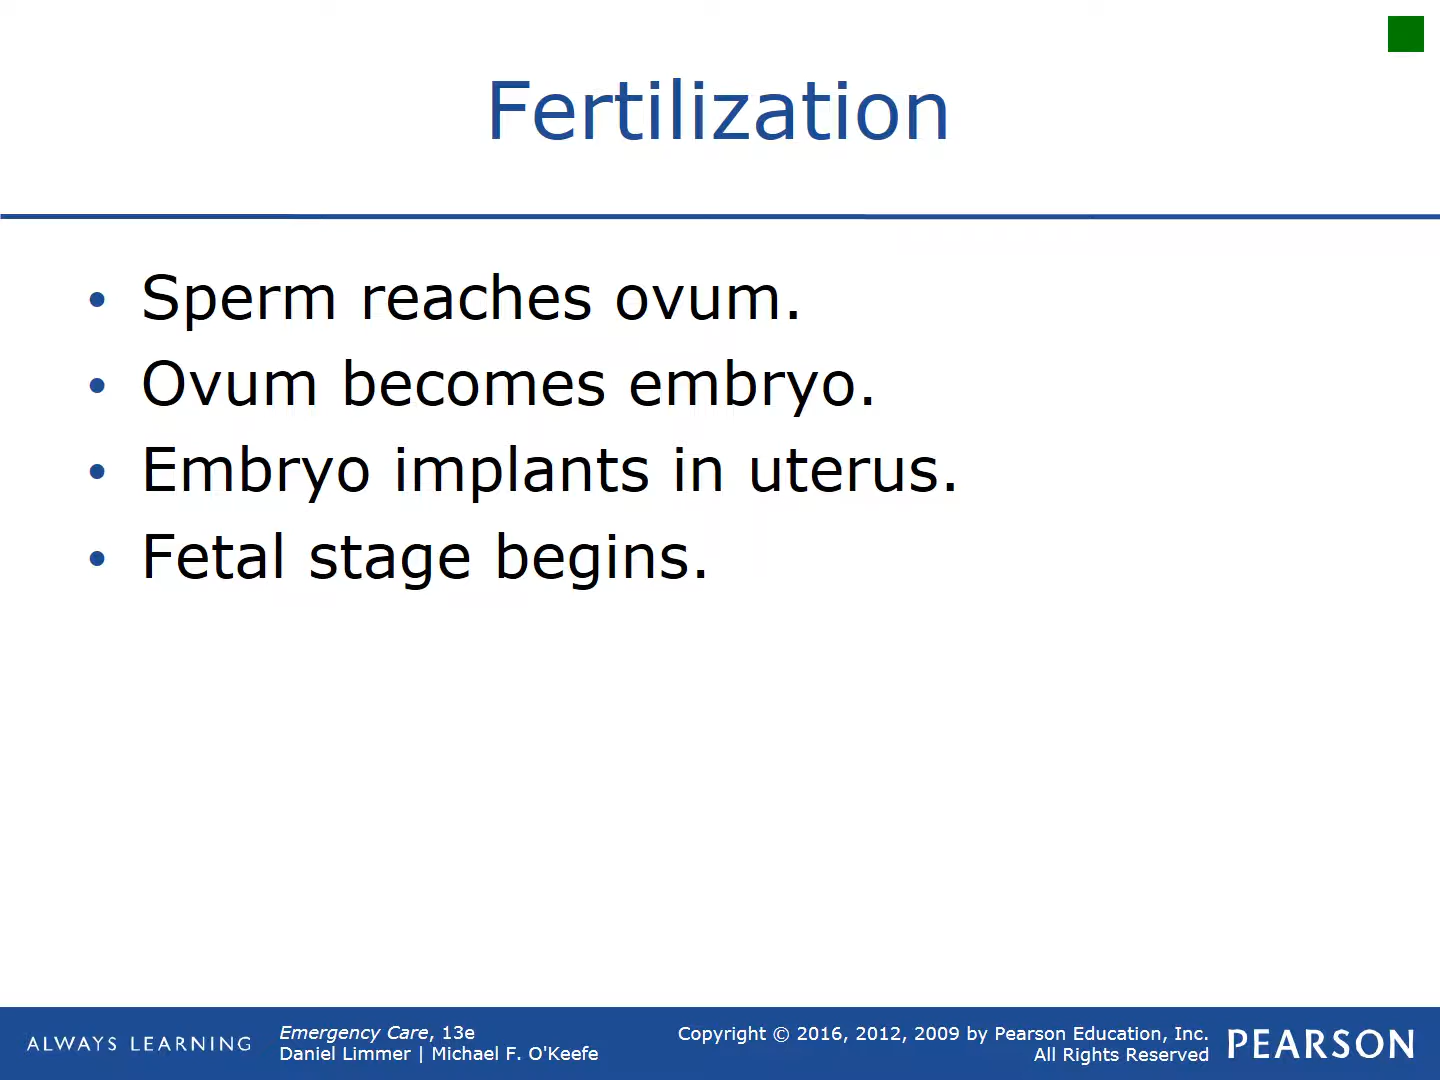 Fertilization
• Sperm reaches ovum.
• Ovum becomes embryo.
• Embryo implants in uterus.
• Fetal stage begins.
ALWAYS LEARNING
Emergency Care, 13e
Daniel Limmer | Michael F. O'Keefe
Copyright © 2016, 2012, 2009 by Pearson Education, Inc.
All Rights Reserved
PEARSON